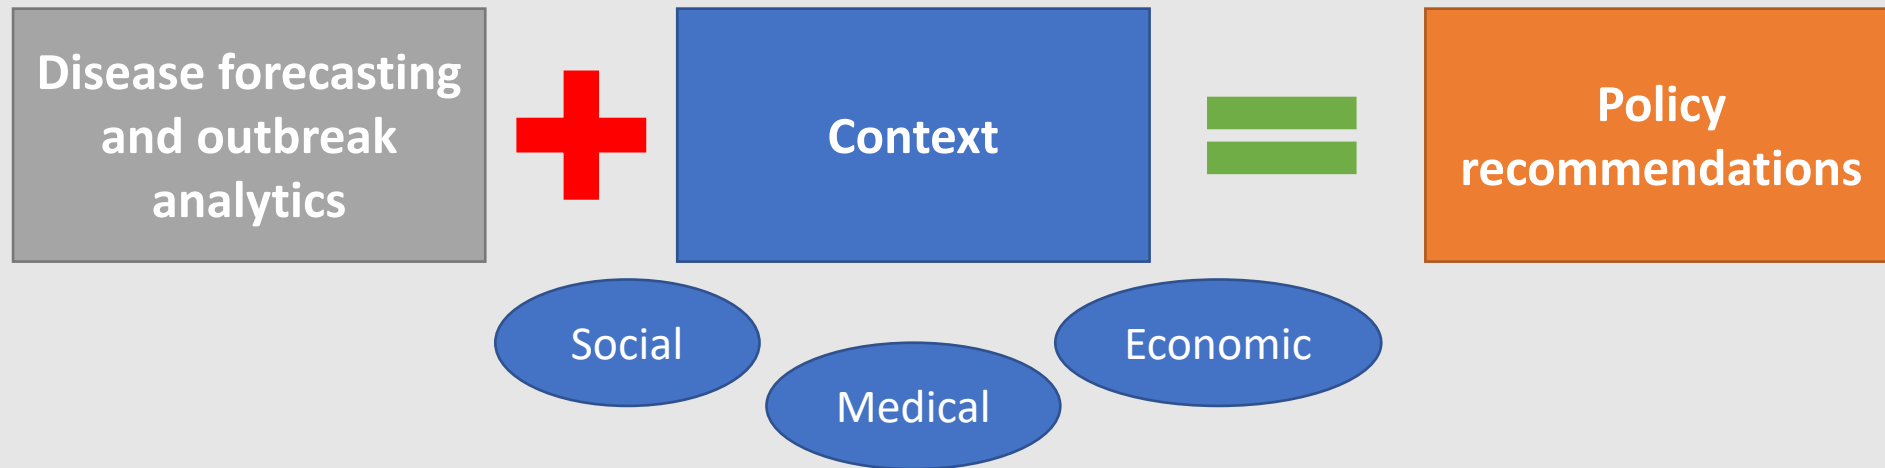 Disease forecasting
and outbreak
analytics
Context
Policy
recommendations
Social
Economic
Medical